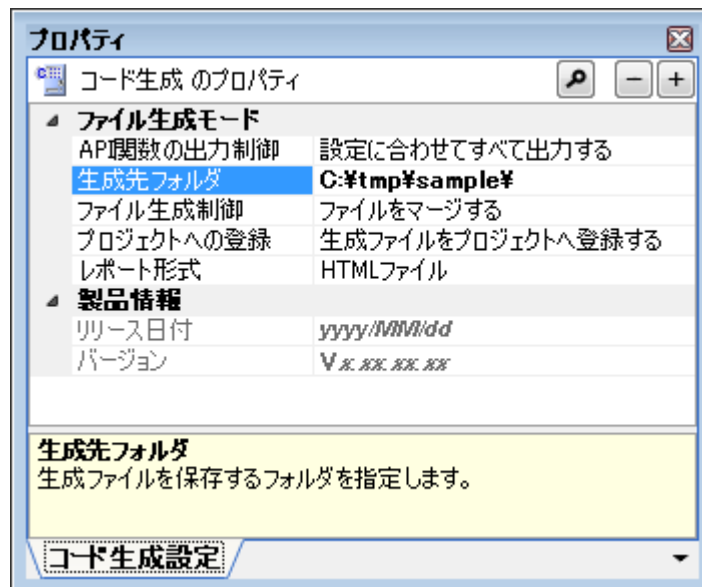 プロパティ
コード生成 のプロパティ
ファイル生成モード
API関数の出力制御 設定に合わせてすべて出力する
生成先フォルダ C:¥tmp¥sample¥
ファイル生成制御 ファイルをマージする
プロジェクトへの登録 生成ファイルをプロジェクトへ登録する
レポート形式 HTMLファイル
製品情報
リリース日付 yyyy/MM/dd
バージョン Vx.xx.xx.xx
生成先フォルダ
生成ファイルを保存するフォルダを指定します。
コード生成設定